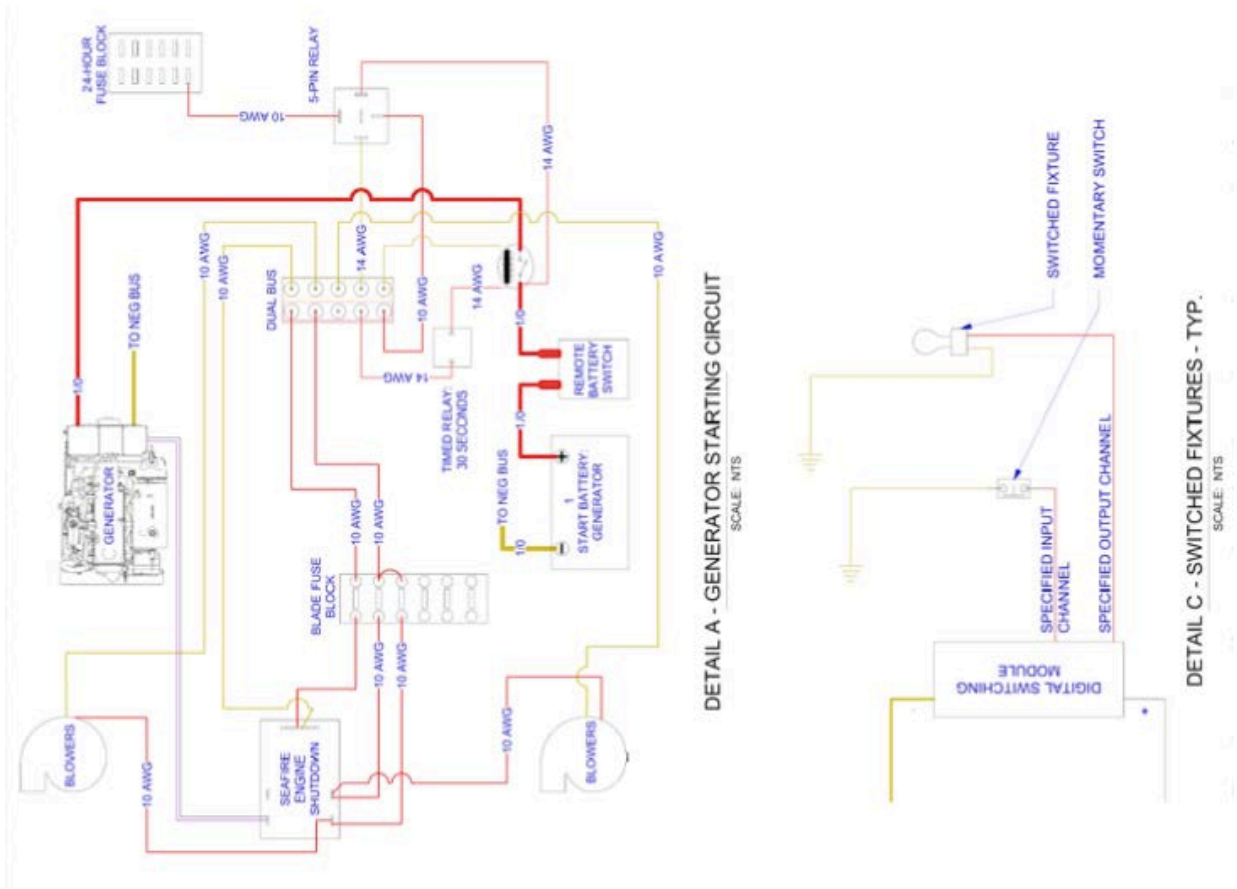 24-HOUR
FUSE BLOCK
5-PIN RELAY
10 AWG
14 AWG
TO NEG BUS
1/0
GENERATOR
10 AWG
10 AWG
DUAL BUS
14 AWG
10 AWG
14 AWG
1/0
14 AWG
TIMED RELAY:
30 SECONDS
REMOTE
BATTERY
SWITCH
10 AWG
1/0
TO NEG BUS
1/0
1
START BATTERY:
GENERATOR
+
-
BLADE FUSE
BLOCK
10 AWG
10 AWG
10 AWG
10 AWG
BLOWERS
10 AWG
SEAFIRE
ENGINE
SHUTDOWN
10 AWG
BLOWERS
DETAIL A - GENERATOR STARTING CIRCUIT
SCALE: NTS
SWITCHED FIXTURE
MOMENTARY SWITCH
SPECIFIED INPUT
CHANNEL
SPECIFIED OUTPUT CHANNEL
DIGITAL SWITCHING
MODULE
-
+
DETAIL C - SWITCHED FIXTURES - TYP.
SCALE: NTS